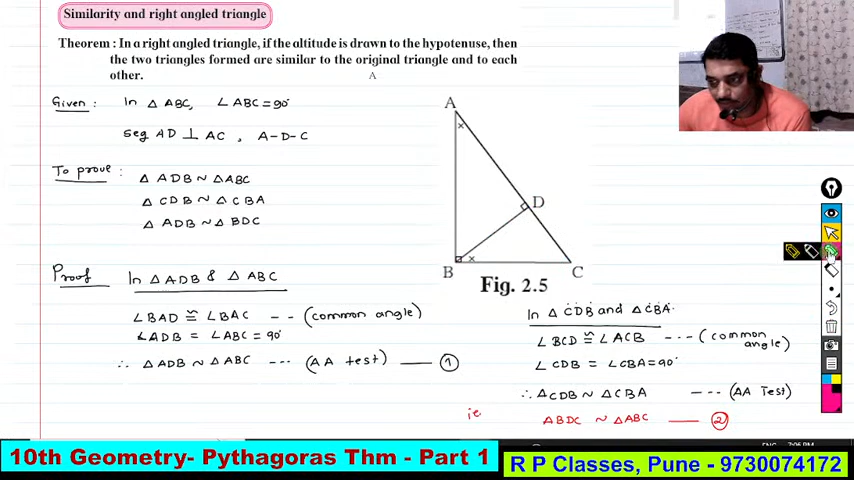 Similarity and right angled triangle
Theorem : In a right angled triangle, if the altitude is drawn to the hypotenuse, then
the two triangles formed are similar to the original triangle and to each
other.
A
Given :
In △ ABC, ∠ ABC = 90°
Seg AD ⊥ AC , A-D-C
To prove :
△ ADB ~ △ABC
△ CDB ~ △ CBA
△ ADB ~ △ BDC
A
×
D
B
×
C
Fig. 2.5
Proof
In △ ADB & △ ABC
∠BAD ≅ ∠BAC -- (common angle)
∠ADB = ∠ABC = 90°
∴ △ADB ~ △ABC --- (AA test) —— ①
In △ CDB and △CBA.
∠BCD ≅ ∠ACB ---> (common
angle)
∠CDB = ∠CBA = 90°
∴ △CDB ~ △CBA --- (AA Test)
ie
ABDC ~ △ABC —— ②
10th Geometry- Pythagoras Thm - Part 1
R P Classes, Pune - 9730074172